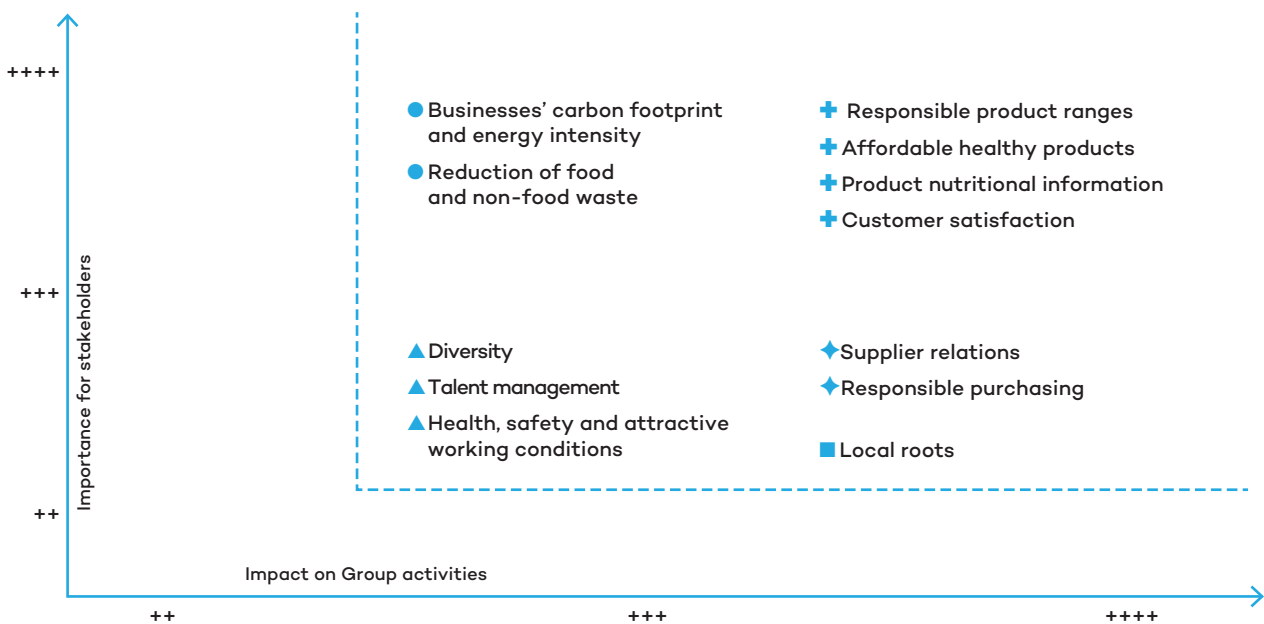 ++++
Businesses’ carbon footprint
and energy intensity
Reduction of food
and non-food waste
Responsible product ranges
Affordable healthy products
Product nutritional information
Customer satisfaction
+++
Importance for stakeholders
Diversity
Talent management
Health, safety and attractive
working conditions
Supplier relations
Responsible purchasing
Local roots
++
Impact on Group activities
++
+++
++++